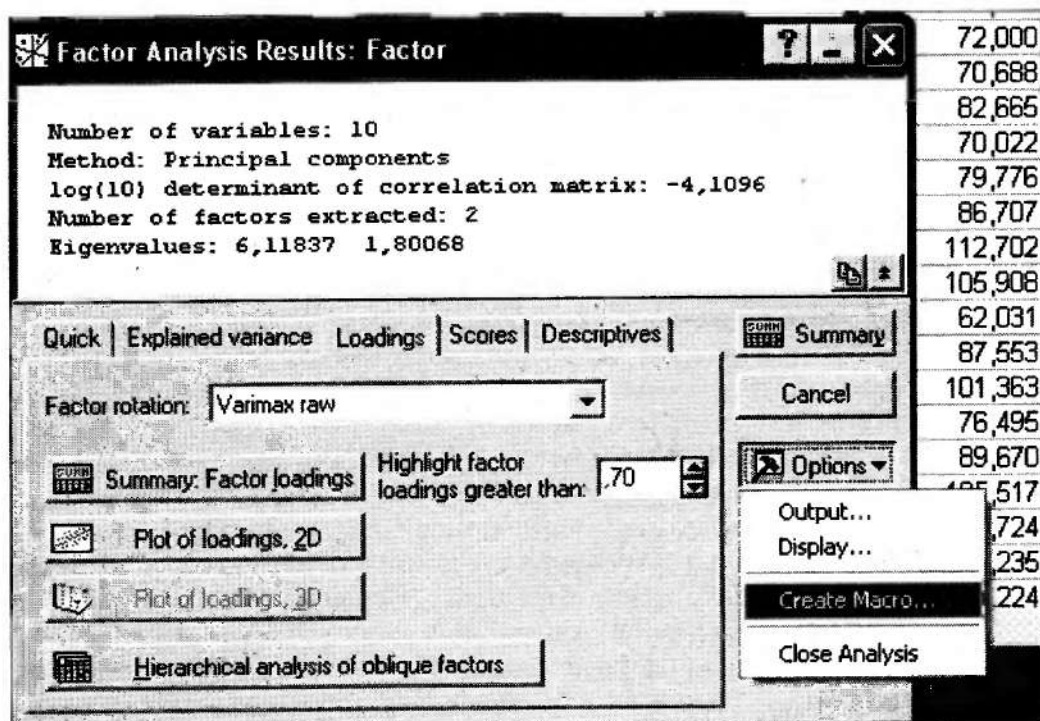 Factor Analysis Results: Factor
Number of variables: 10
Method: Principal components
log(10) determinant of correlation matrix: -4,1096
Number of factors extracted: 2
Eigenvalues: 6,11837 1,80068
Quick Explained variance Loadings Scores Descriptives
Factor rotation: Varimax raw
Summary: Factor loadings
Highlight factor
loadings greater than: ,70
Plot of loadings, 2D
Plot of loadings, 3D
Hierarchical analysis of oblique factors
Summary
Cancel
Options
Output...
Display...
Create Macro...
Close Analysis
72,000
70,688
82,665
70,022
79,776
86,707
112,702
105,908
62,031
87,553
101,363
76,495
89,670
,517
,724
,235
,224